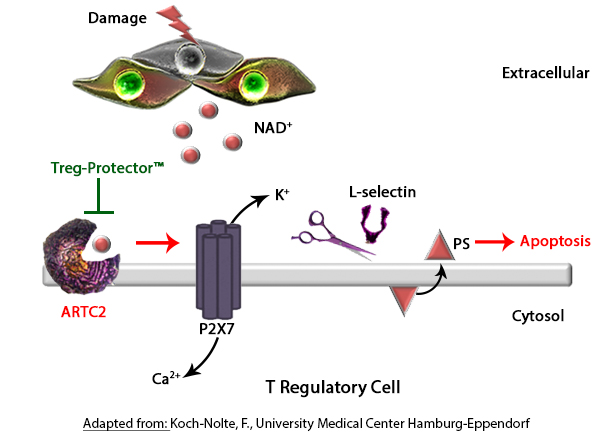 Damage
Extracellular
NAD⁺
Treg-Protector™
K⁺
L-selectin
PS
Apoptosis
ARTC2
P2X7
Cytosol
Ca²⁺
T Regulatory Cell
Adapted from: Koch-Nolte, F., University Medical Center Hamburg-Eppendorf